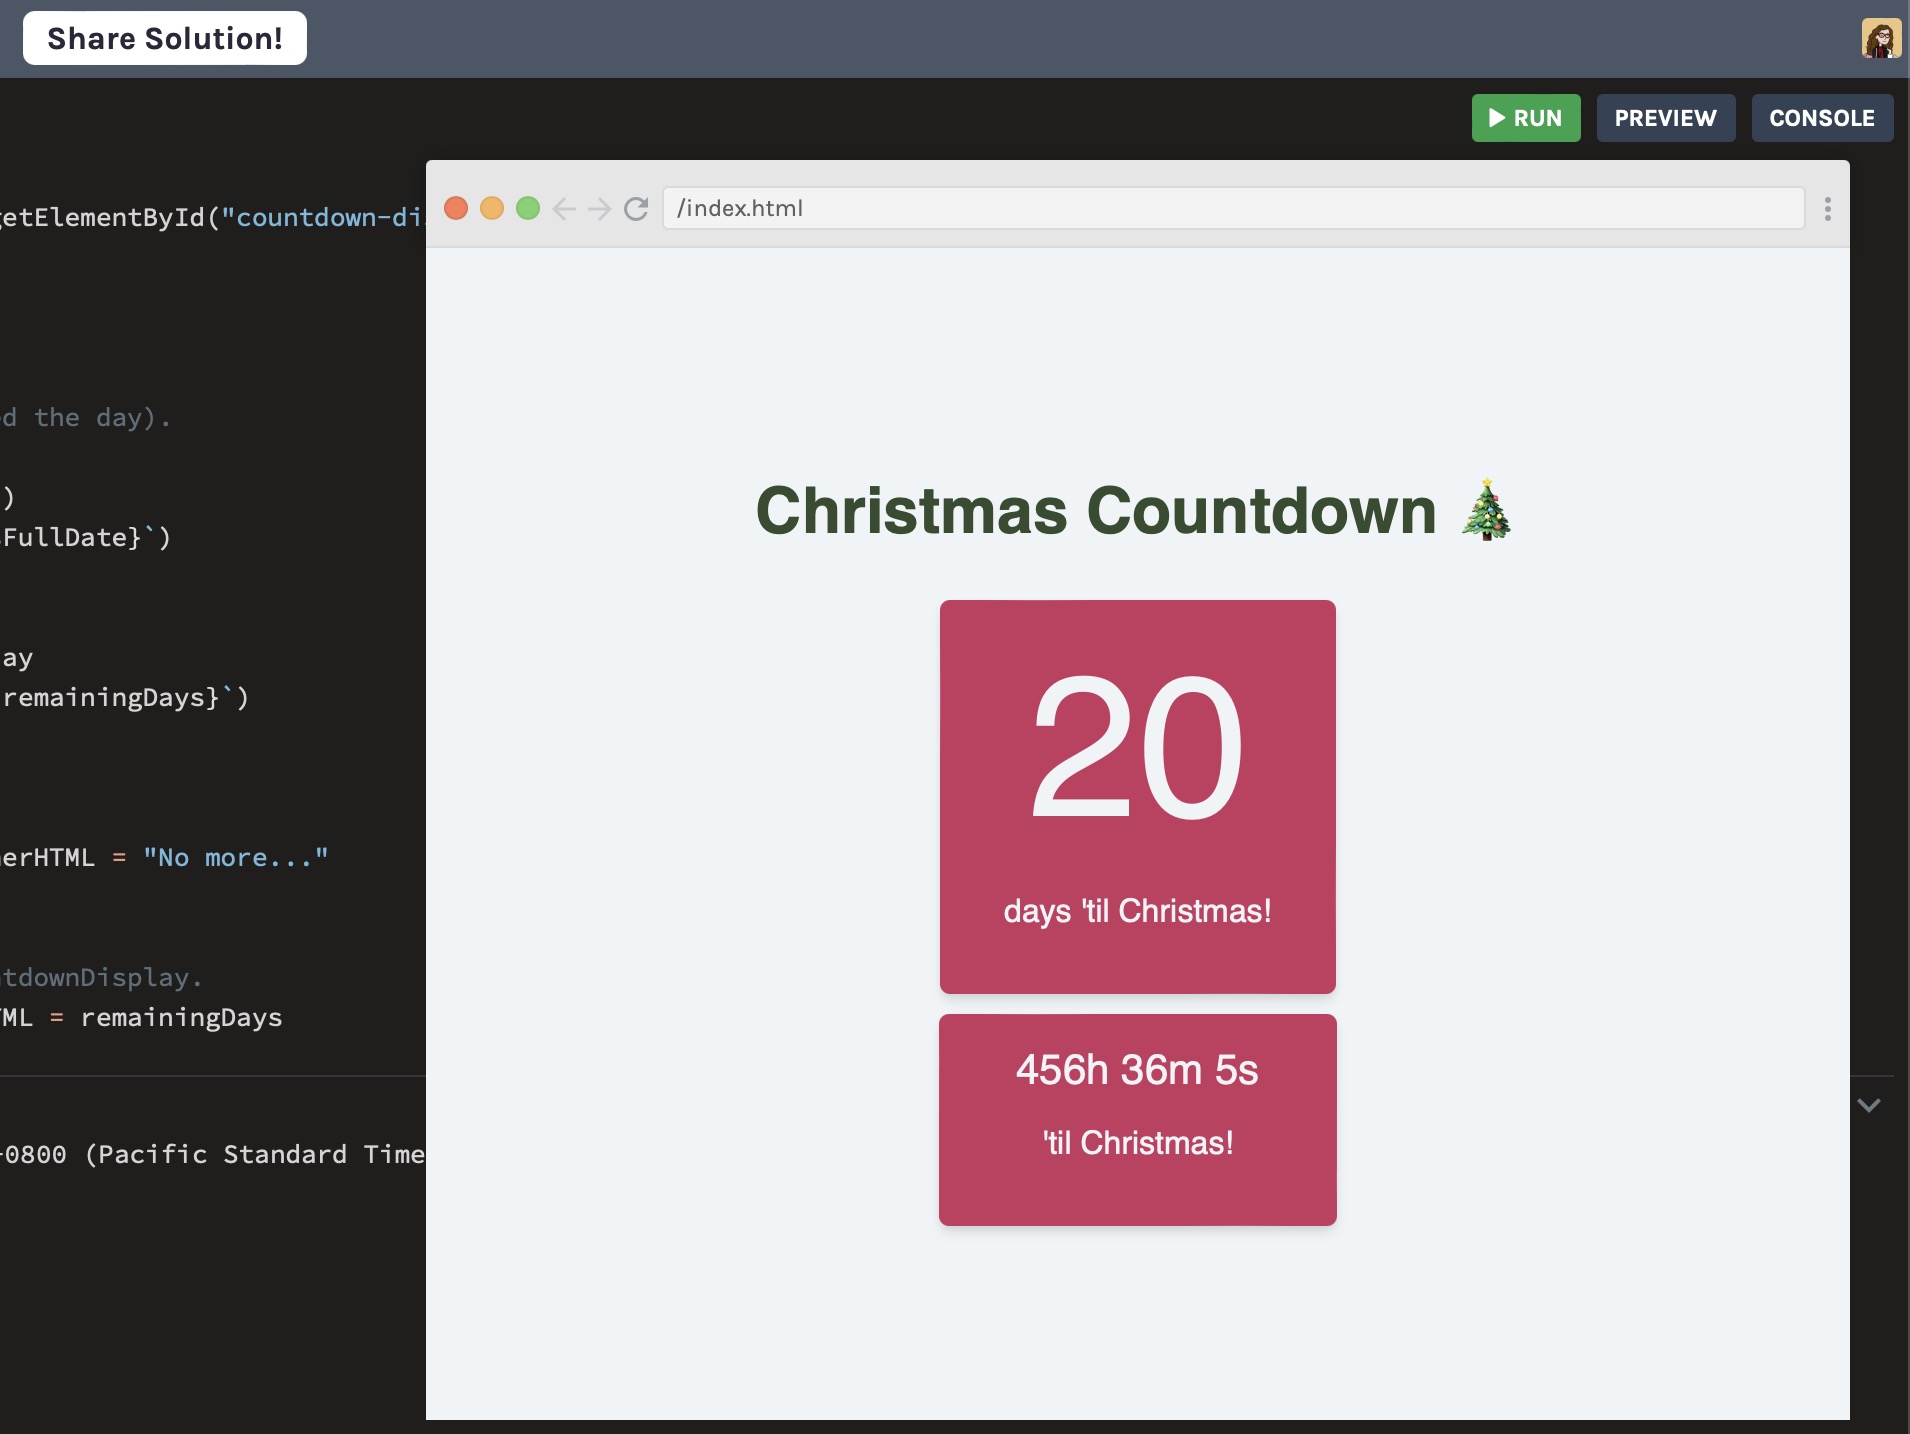 Share Solution!
RUN
PREVIEW
CONSOLE
/index.html
getElementById("countdown-di
d the day).
)
FullDate}`)
ay
remainingDays}`)
erHTML = "No more..."
tdownDisplay.
ML = remainingDays
0800 (Pacific Standard Time
Christmas Countdown 🎄
20
days 'til Christmas!
456h 36m 5s
'til Christmas!